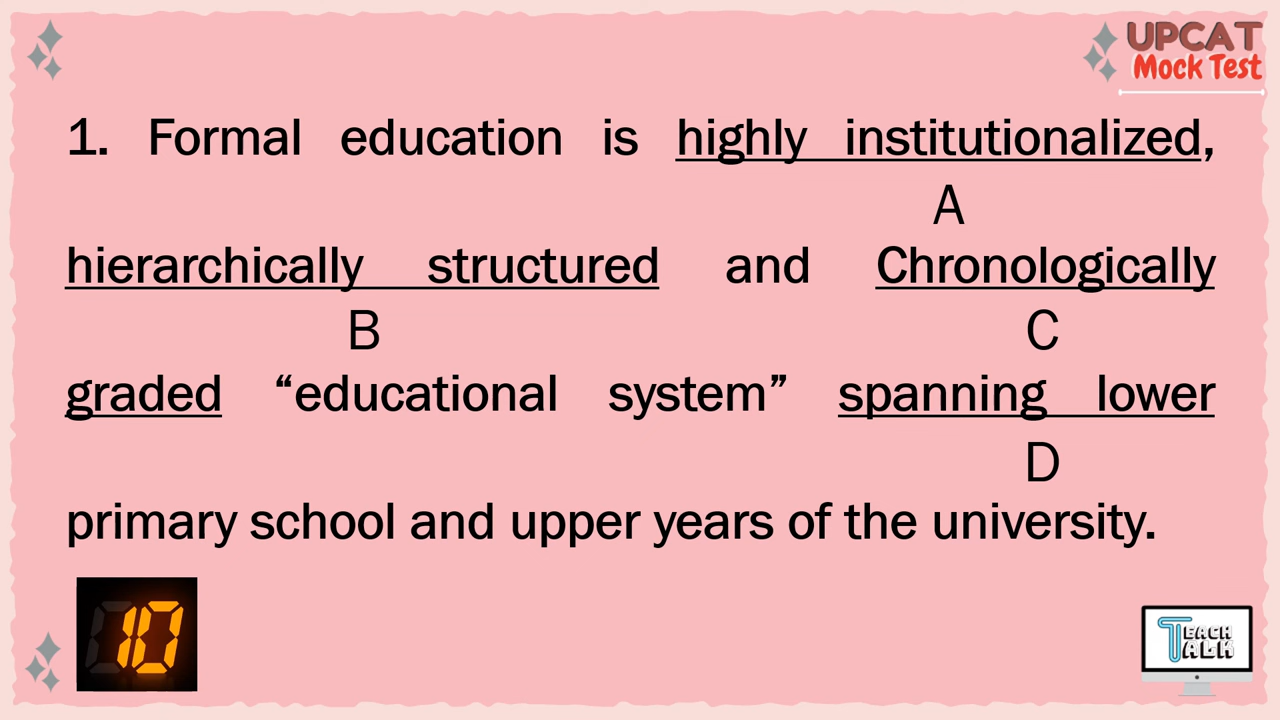 UPCAT
Mock Test
1. Formal education is highly institutionalized,
A
hierarchically structured and Chronologically
B C
graded “educational system” spanning lower
D
primary school and upper years of the university.
10
TEACH
TALK